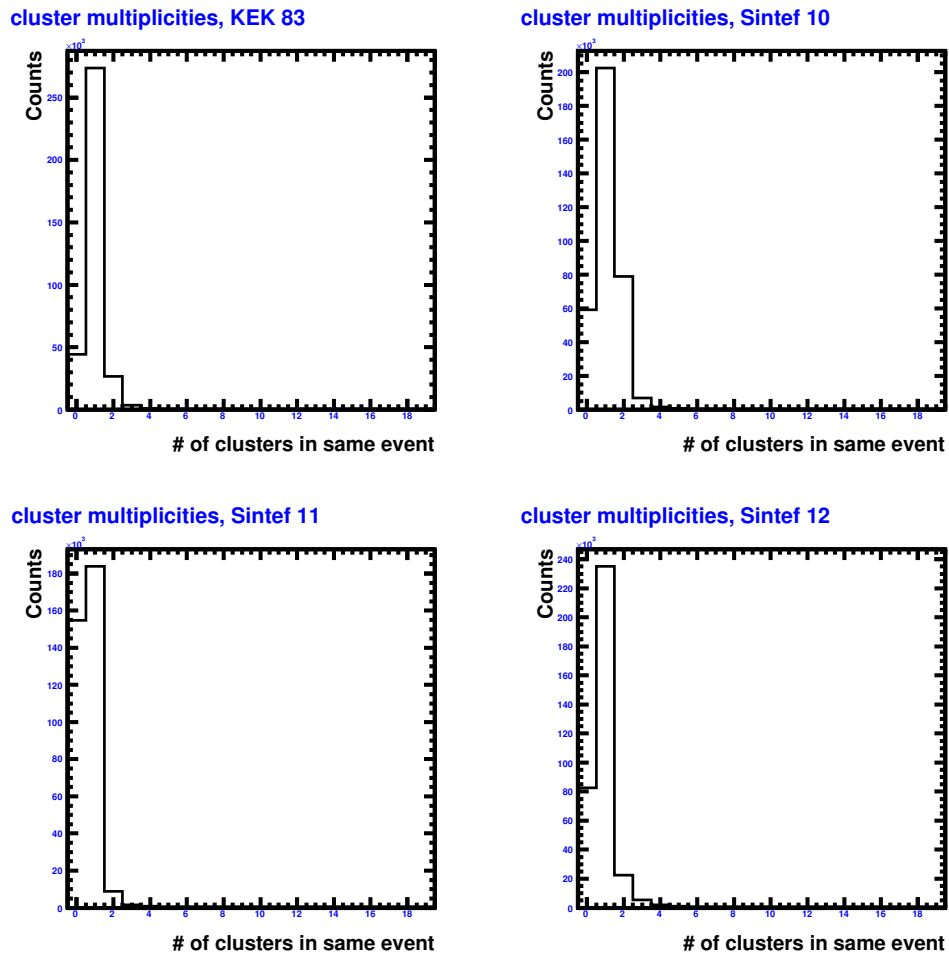 cluster multiplicities, KEK 83
×10³
Counts
250
200
150
100
50
0
0 2 4 6 8 10 12 14 16 18
# of clusters in same event
cluster multiplicities, Sintef 10
×10³
Counts
200
180
160
140
120
100
80
60
40
20
0
0 2 4 6 8 10 12 14 16 18
# of clusters in same event
cluster multiplicities, Sintef 11
×10³
Counts
180
160
140
120
100
80
60
40
20
0
0 2 4 6 8 10 12 14 16 18
# of clusters in same event
cluster multiplicities, Sintef 12
×10³
Counts
240
220
200
180
160
140
120
100
80
60
40
20
0
0 2 4 6 8 10 12 14 16 18
# of clusters in same event